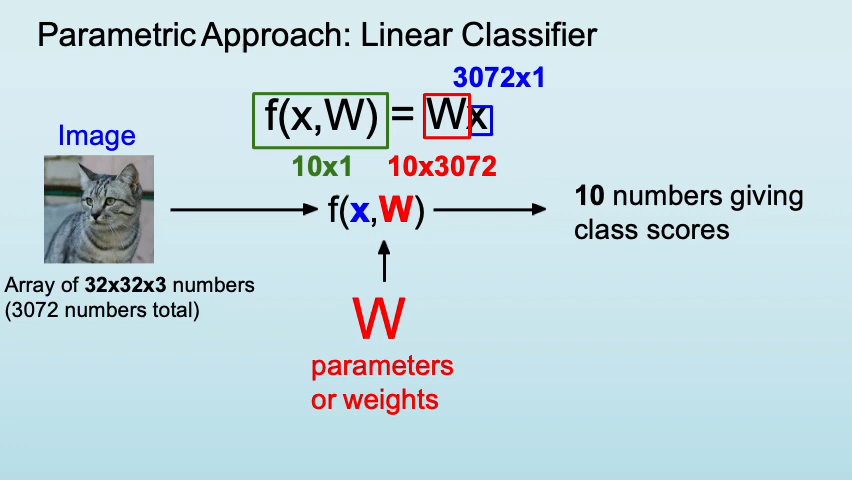 Parametric Approach: Linear Classifier
3072x1
f(x,W) = Wx
Image
10x1 10x3072
f(x,W)
10 numbers giving
class scores
Array of 32x32x3 numbers
(3072 numbers total)
W
parameters
or weights